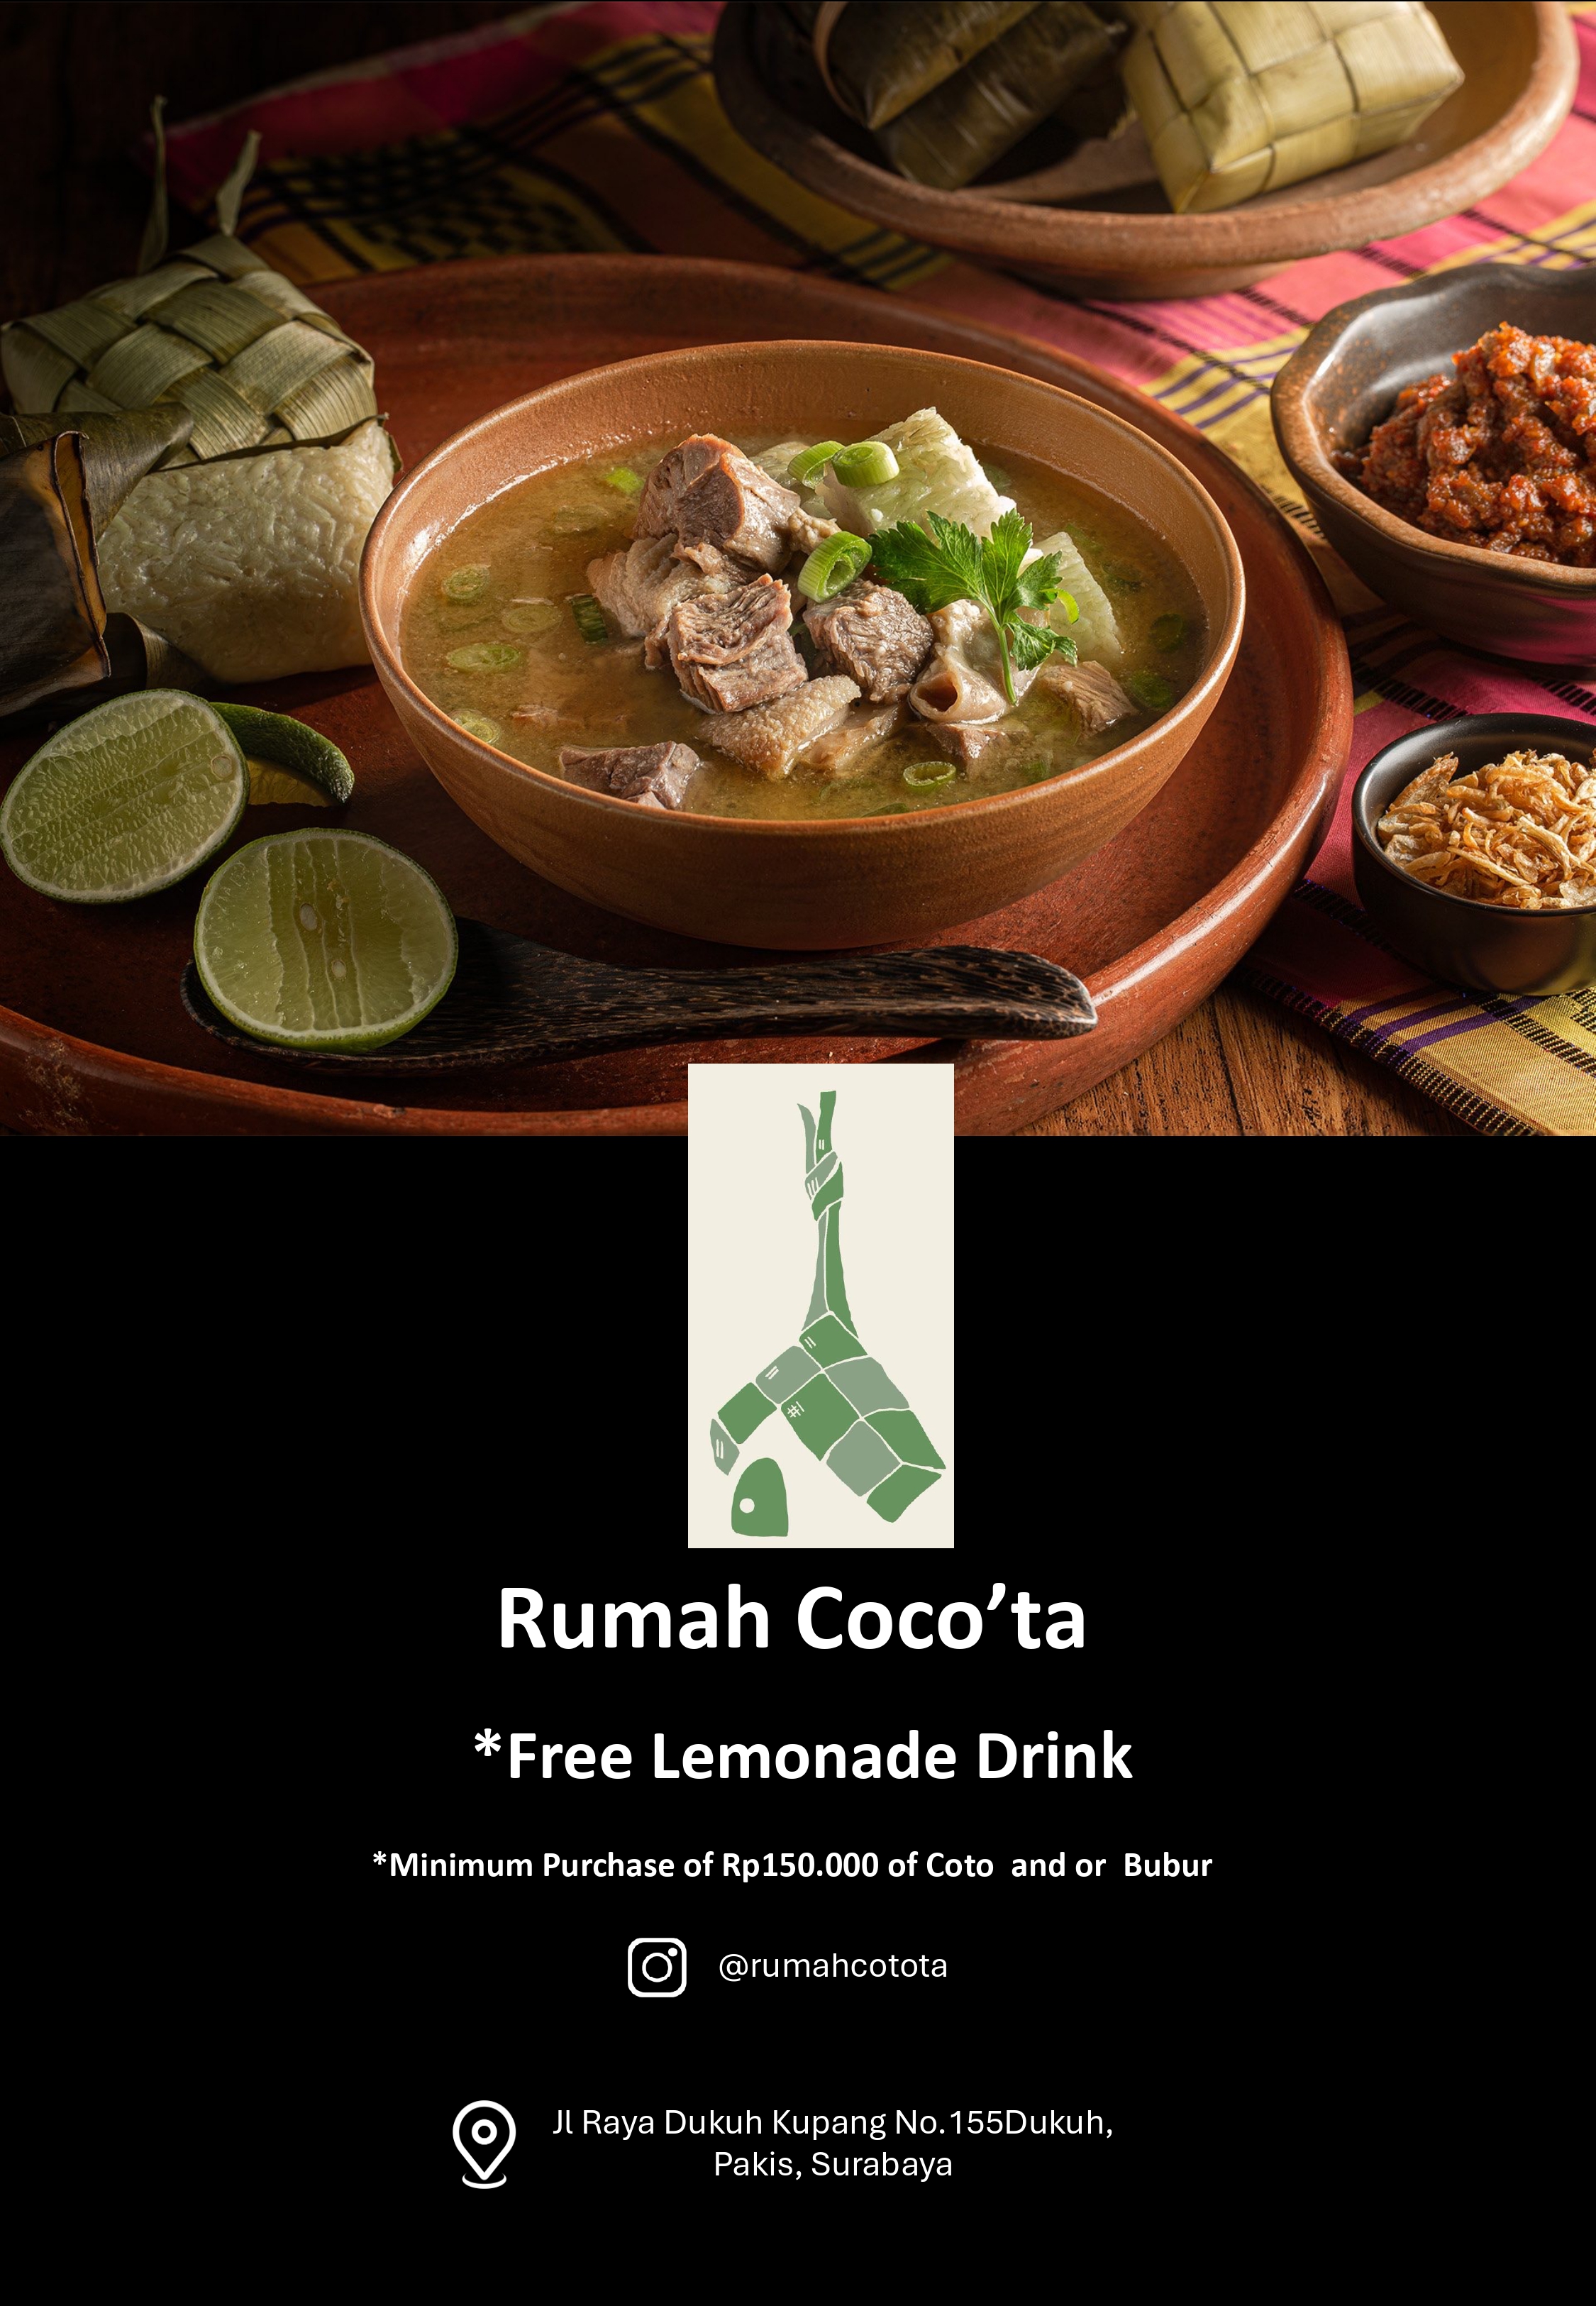 Rumah Coco’ta
*Free Lemonade Drink
*Minimum Purchase of Rp150.000 of Coto  and or  Bubur
@rumahcotota
Jl Raya Dukuh Kupang No.155Dukuh,
Pakis, Surabaya